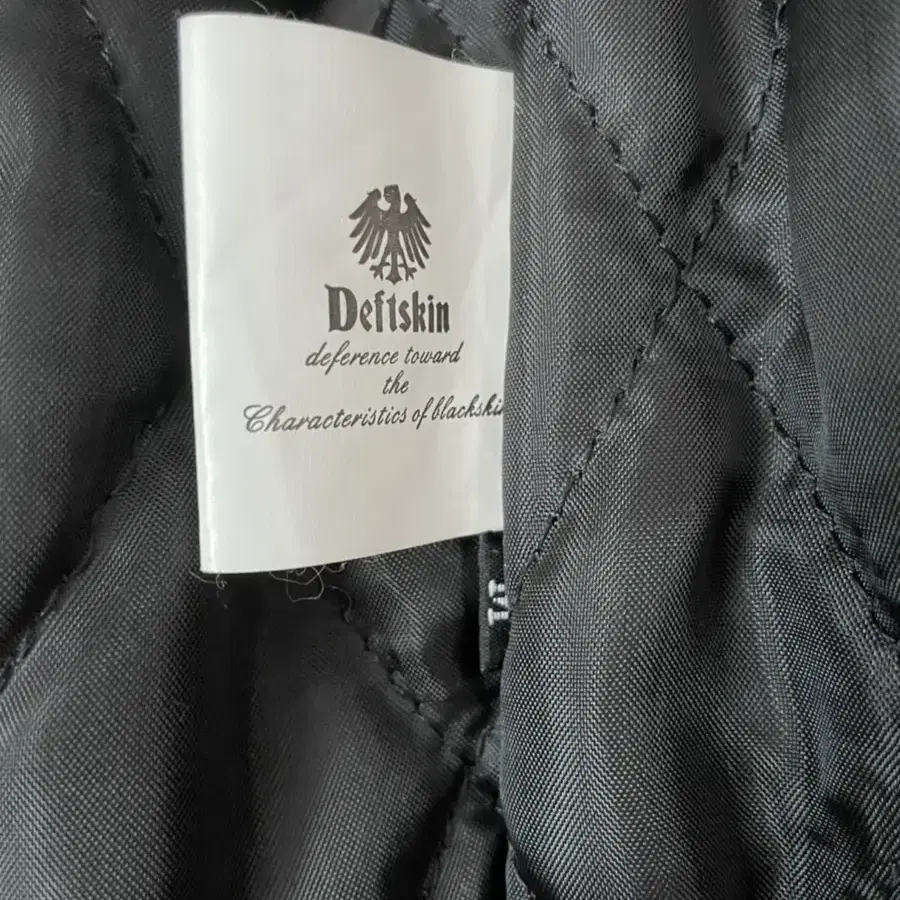 Deftskin
deference toward
the
Characteristics of blackskin